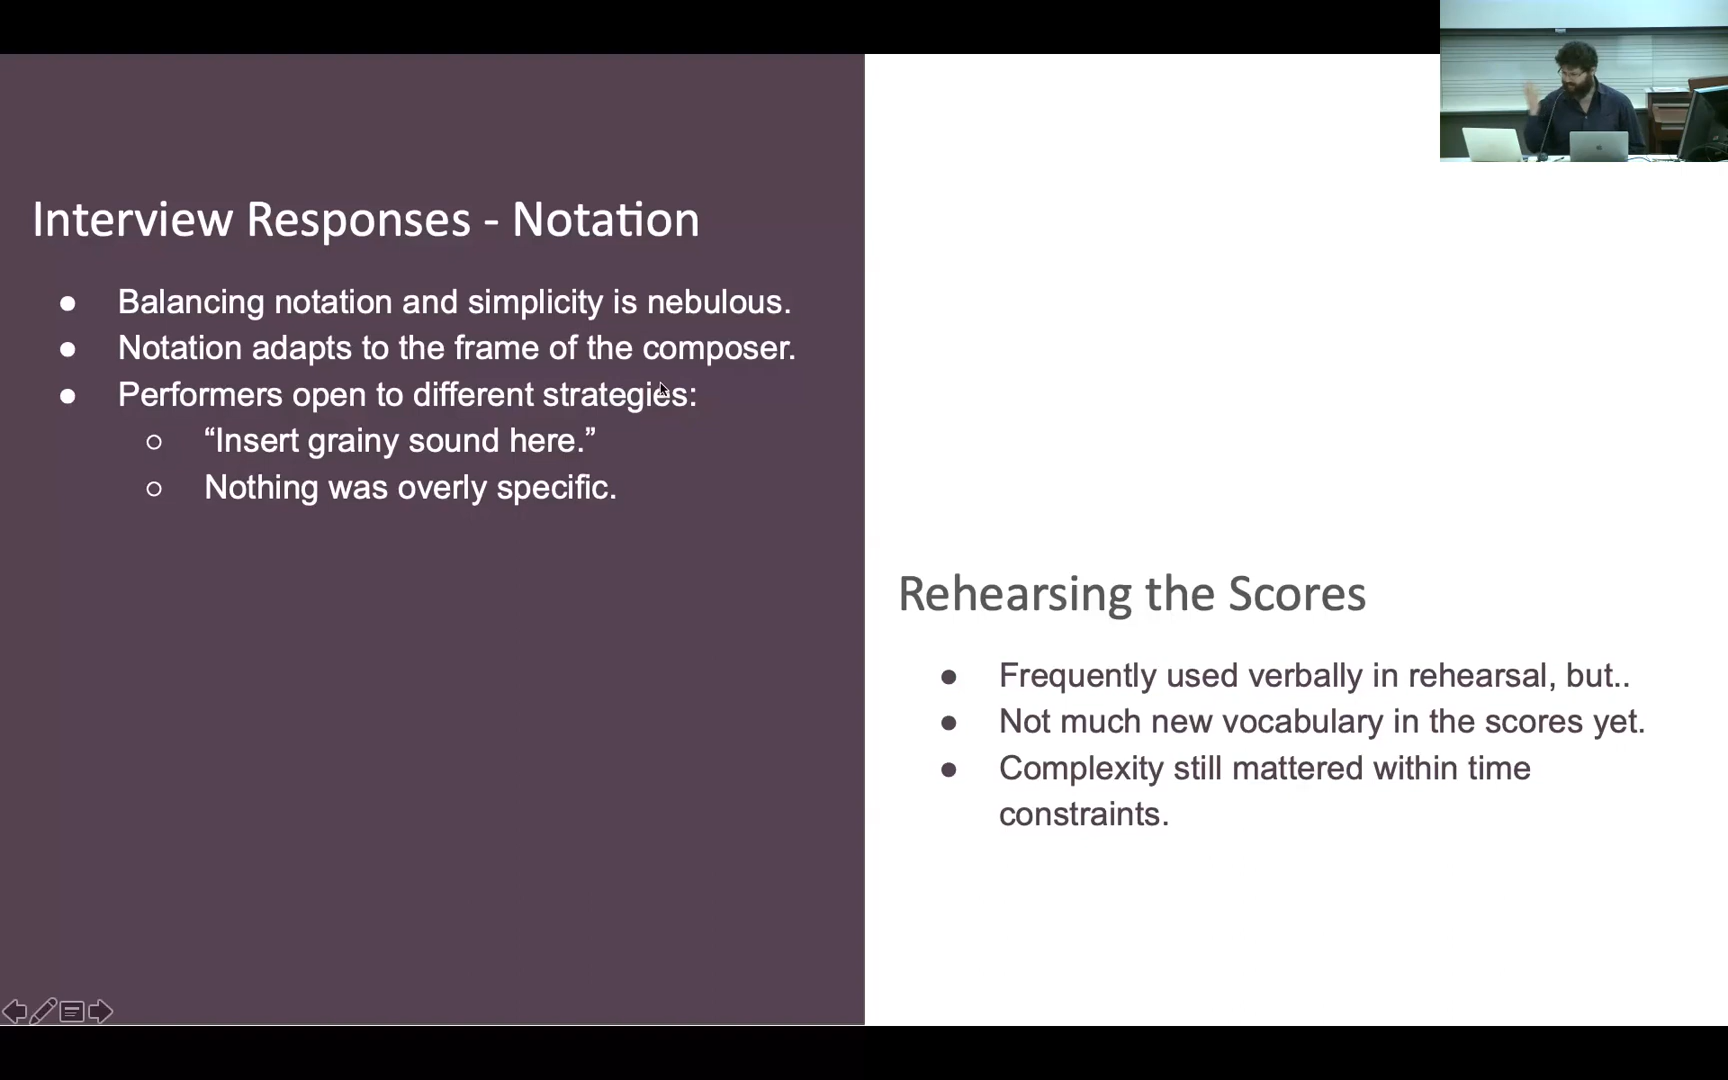 Interview Responses - Notation
Balancing notation and simplicity is nebulous.
Notation adapts to the frame of the composer.
Performers open to different strategies:
“Insert grainy sound here.”
Nothing was overly specific.
Rehearsing the Scores
Frequently used verbally in rehearsal, but..
Not much new vocabulary in the scores yet.
Complexity still mattered within time
constraints.